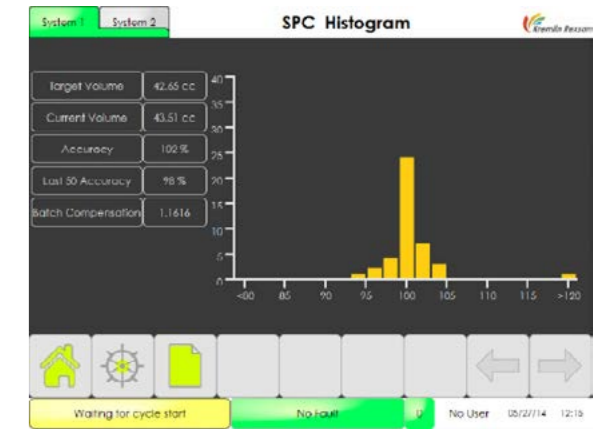 System 1 System 2 SPC Histogram Kremlin Rexson
Target Volume 42.65 cc
Current Volume 43.51 cc
Accuracy 102 %
Last 50 Accuracy 98 %
Batch Compensation 1.1616
40
35
30
25
20
15
10
5
0
<80 85 90 95 100 105 110 115 >120
Waiting for cycle start No Fault 0 No User 05/27/14 12:15